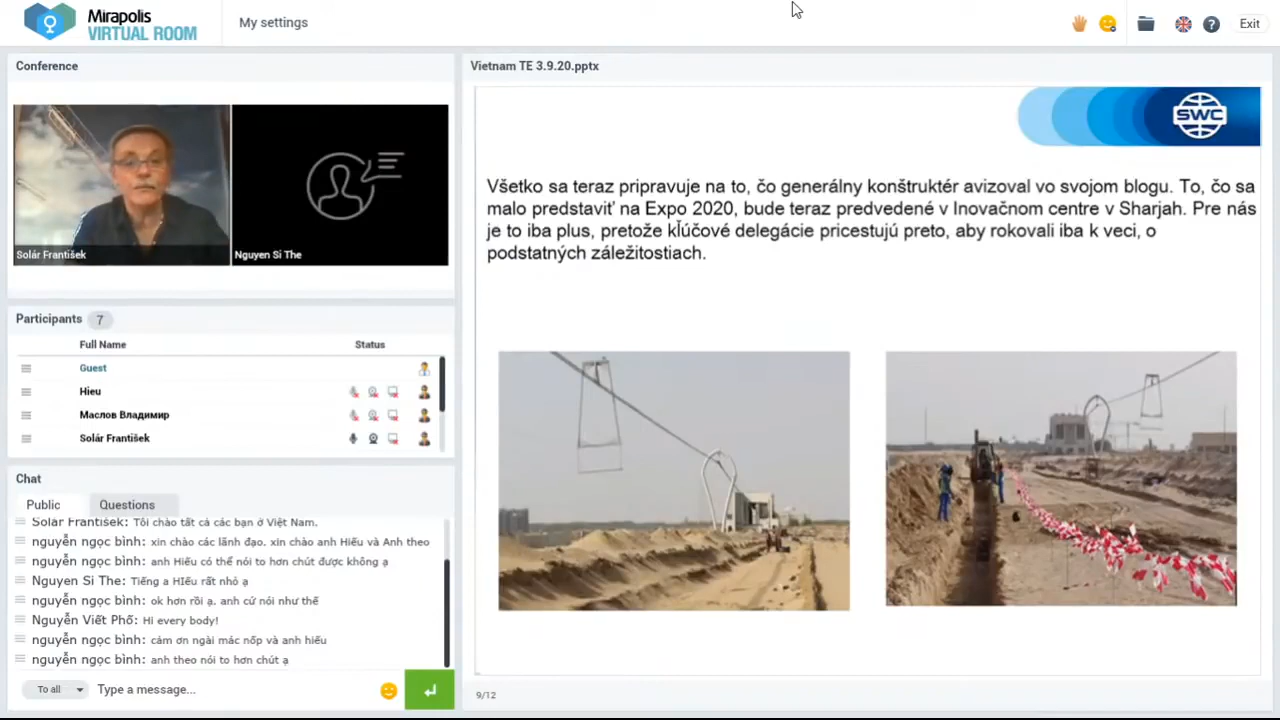 Mirapolis
VIRTUAL ROOM
My settings
Exit
Conference
Solár František
Nguyen Si The
Participants 7
Full Name Status
Guest
Hieu
Маслов Владимир
Solár František
Chat
Public Questions
Solár František: Tôi chào tất cả các bạn ở Việt Nam.
nguyễn ngọc bình: xin chào các lãnh đạo. xin chào anh Hiếu và Anh theo
nguyễn ngọc bình: anh Hiếu có thể nói to hơn chút được không ạ
Nguyen Si The: Tiếng a HIếu rất nhỏ ạ
nguyễn ngọc bình: ok hơn rồi ạ. anh cứ nói như thế
Nguyễn Viết Phố: Hi every body!
nguyễn ngọc bình: cám ơn ngài mác nốp và anh hiếu
nguyễn ngọc bình: anh theo nói to hơn chút ạ
To all Type a message...
Vietnam TE 3.9.20.pptx
SWC
Všetko sa teraz pripravuje na to, čo generálny konštruktér avizoval vo svojom blogu. To, čo sa
malo predstaviť na Expo 2020, bude teraz predvedené v Inovačnom centre v Sharjah. Pre nás
je to iba plus, pretože kľúčové delegácie pricestujú preto, aby rokovali iba k veci, o
podstatných záležitostiach.
9/12